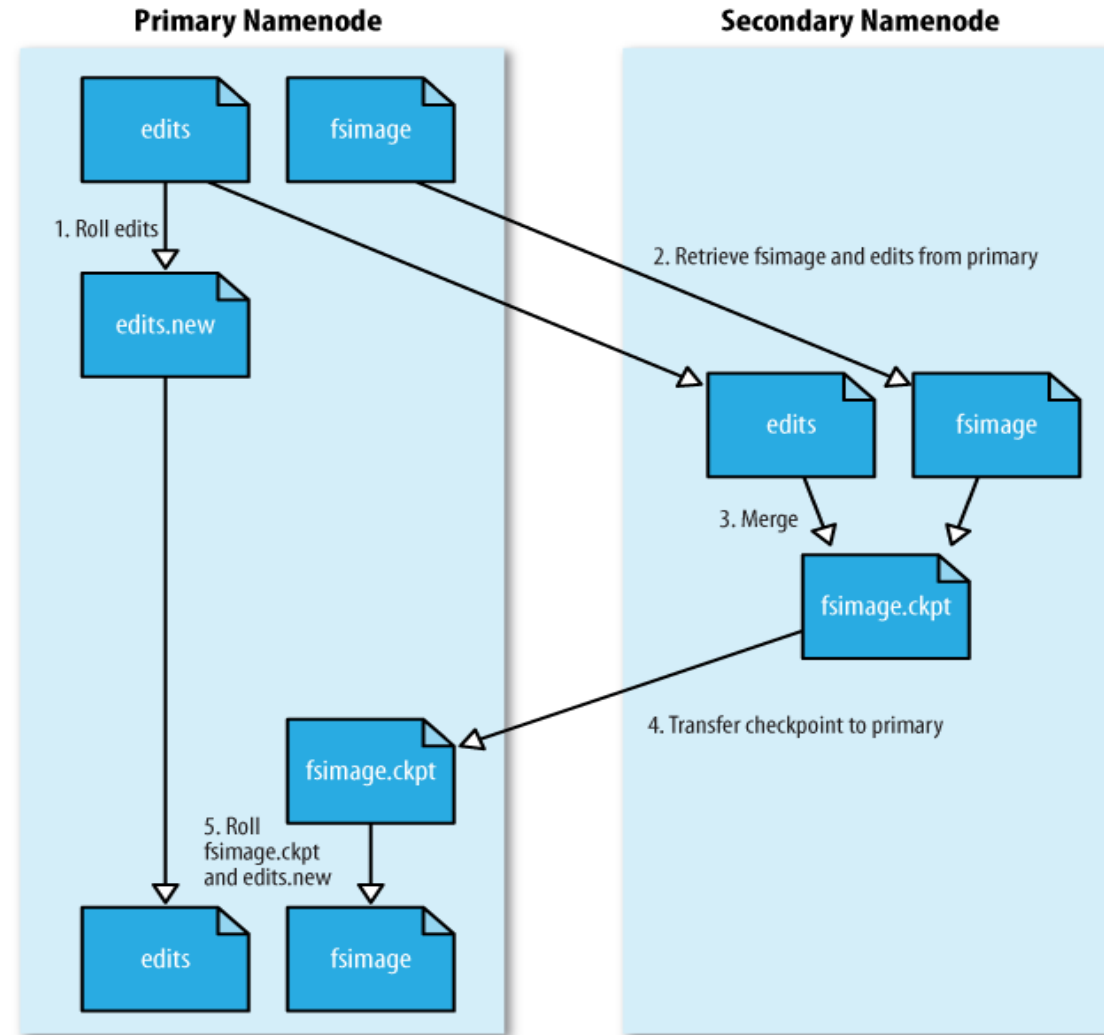 Primary Namenode
Secondary Namenode
edits
fsimage
1. Roll edits
2. Retrieve fsimage and edits from primary
edits.new
edits
fsimage
3. Merge
fsimage.ckpt
4. Transfer checkpoint to primary
fsimage.ckpt
5. Roll
fsimage.ckpt
and edits.new
edits
fsimage